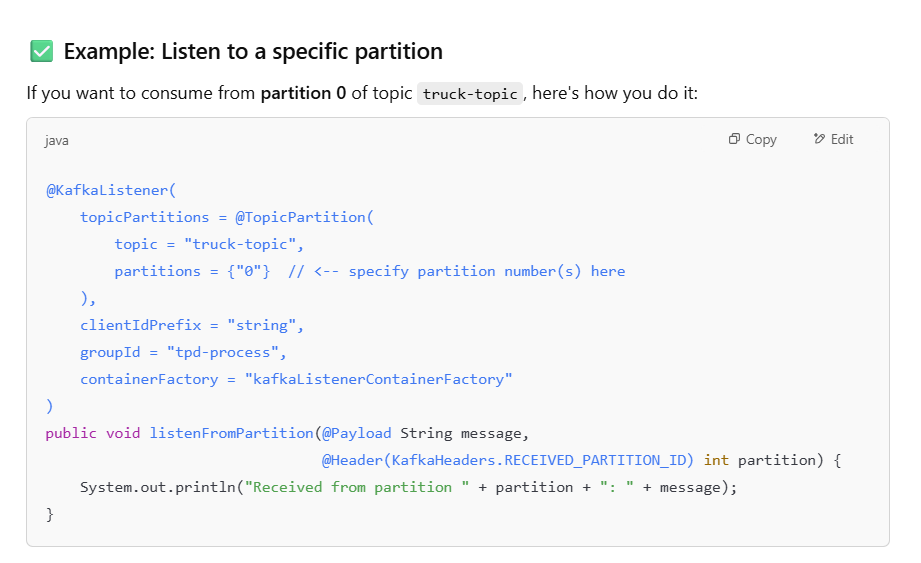 ✅ Example: Listen to a specific partition
If you want to consume from partition 0 of topic truck-topic, here's how you do it:
java
Copy
Edit
@KafkaListener(
    topicPartitions = @TopicPartition(
        topic = "truck-topic",
        partitions = {"0"}  // <-- specify partition number(s) here
    ),
    clientIdPrefix = "string",
    groupId = "tpd-process",
    containerFactory = "kafkaListenerContainerFactory"
)
public void listenFromPartition(@Payload String message,
                                @Header(KafkaHeaders.RECEIVED_PARTITION_ID) int partition) {
    System.out.println("Received from partition " + partition + ": " + message);
}